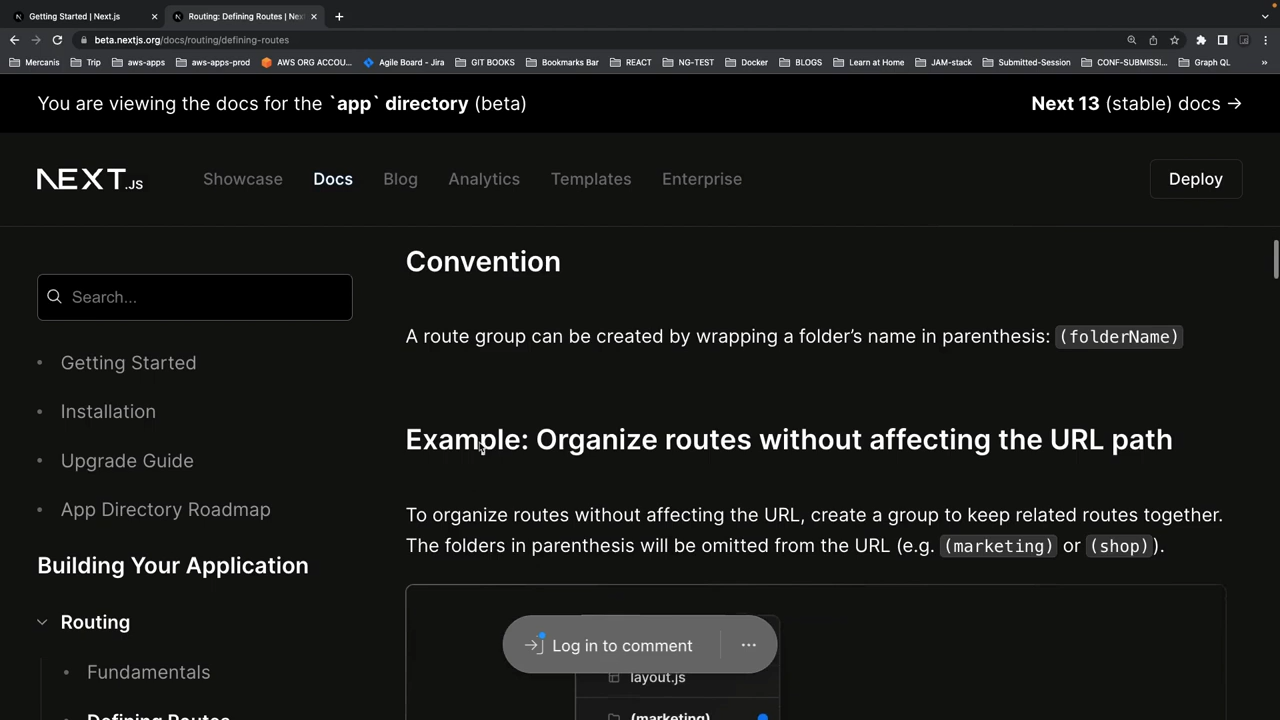 Getting Started | Next.js
Routing: Defining Routes | Nex
beta.nextjs.org/docs/routing/defining-routes
Mercanis
Trip
aws-apps
aws-apps-prod
AWS ORG ACCOU...
Agile Board - Jira
GIT BOOKS
Bookmarks Bar
REACT
NG-TEST
Docker
BLOGS
Learn at Home
JAM-stack
Submitted-Session
CONF-SUBMISSI...
Graph QL
»
You are viewing the docs for the `app` directory (beta)
Next 13 (stable) docs →
NEXT.JS
Showcase
Docs
Blog
Analytics
Templates
Enterprise
Deploy
Search...
Getting Started
Installation
Upgrade Guide
App Directory Roadmap
Building Your Application
Routing
Fundamentals
Defining Routes
Convention
A route group can be created by wrapping a folder’s name in parenthesis: (folderName)
Example: Organize routes without affecting the URL path
To organize routes without affecting the URL, create a group to keep related routes together.
The folders in parenthesis will be omitted from the URL (e.g. (marketing) or (shop)).
Log in to comment
layout.js
(marketing)